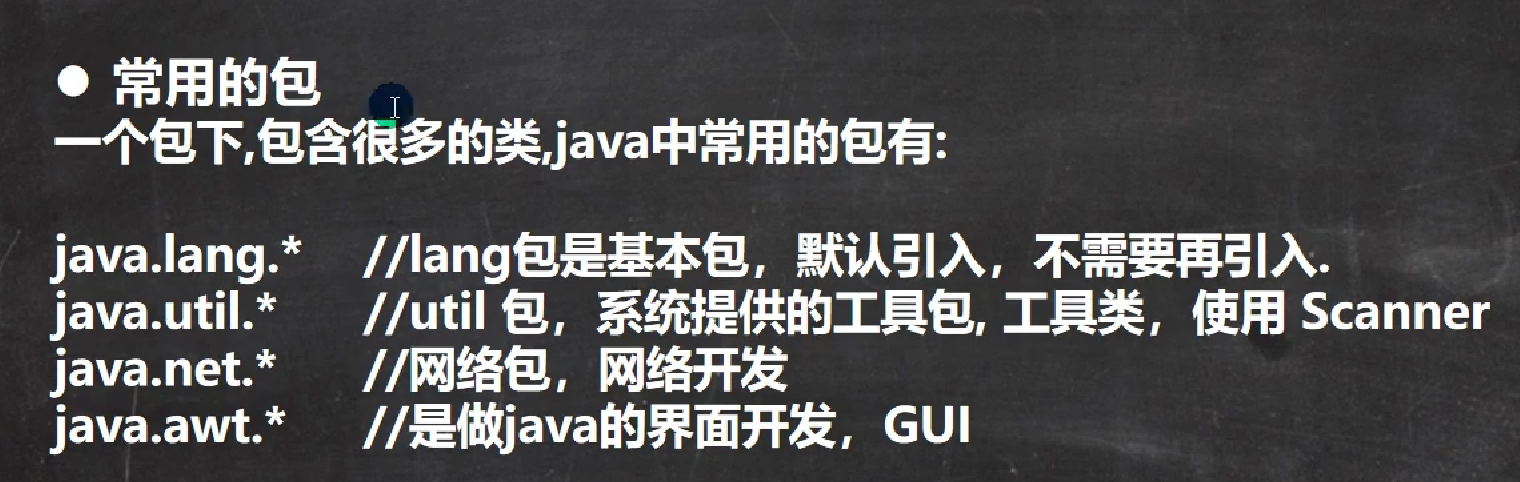 ● 常用的包
一个包下,包含很多的类,java中常用的包有:
java.lang.* //lang包是基本包，默认引入，不需要再引入.
java.util.* //util 包，系统提供的工具包, 工具类，使用 Scanner
java.net.* //网络包，网络开发
java.awt.* //是做java的界面开发，GUI